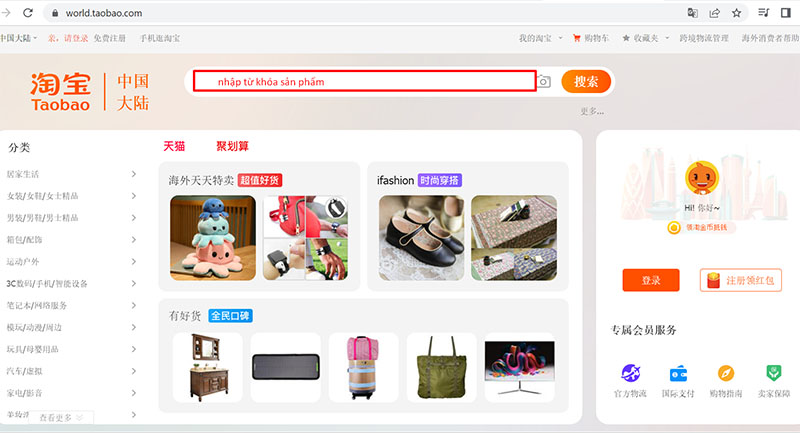 world.taobao.com
中国大陆
亲，请登录
免费注册
手机逛淘宝
我的淘宝
购物车
收藏夹
跨境物流管理
海外消费者帮助
淘宝
Taobao
中国
大陆
nhập từ khóa sản phẩm
搜索
更多...
分类
天猫
聚划算
居家生活
女装/女鞋/女士精品
男装/男鞋/男士精品
箱包/配饰
运动户外
3C数码/手机/智能设备
笔记本/网络服务
模玩/动漫/周边
玩具/母婴用品
汽车/虚拟
家电/影音
查看更多
海外天天特卖 超值好货
ifashion 时尚穿搭
有好货 全民口碑
Hi! 你好~
领淘金币抵钱
登录
注册领红包
专属会员服务
官方物流
国际支付
购物指南
卖家保障